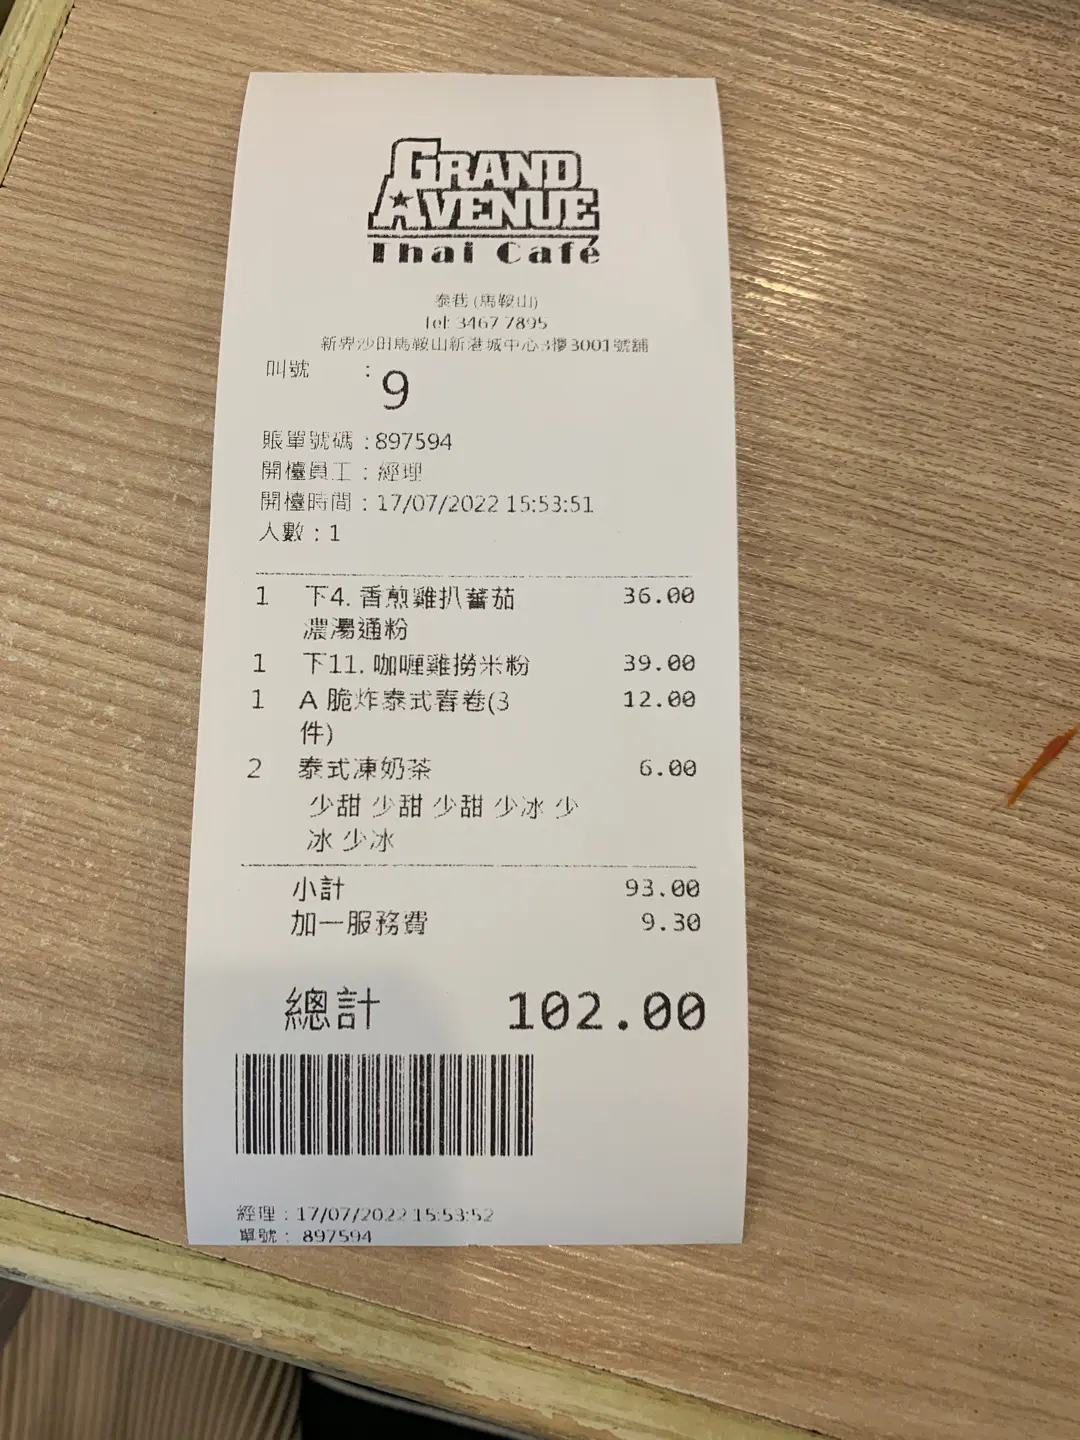 GRAND
AVENUE
Thai Café
泰巷 (馬鞍山)
Tel: 3467 7895
新界沙田馬鞍山新港城中心3樓3001號舖
叫號 : 9
賬單號碼 : 897594
開檯員工 : 經理
開檯時間 : 17/07/2022 15:53:51
人數 : 1
1 下4. 香煎雞扒蕃茄 36.00
濃湯通粉
1 下11. 咖喱雞撈米粉 39.00
1 A 脆炸泰式春卷(3 12.00
件)
2 泰式凍奶茶 6.00
少甜 少甜 少甜 少冰 少
冰 少冰
小計 93.00
加一服務費 9.30
總計 102.00
經理 : 17/07/2022 15:53:52
單號 : 897594